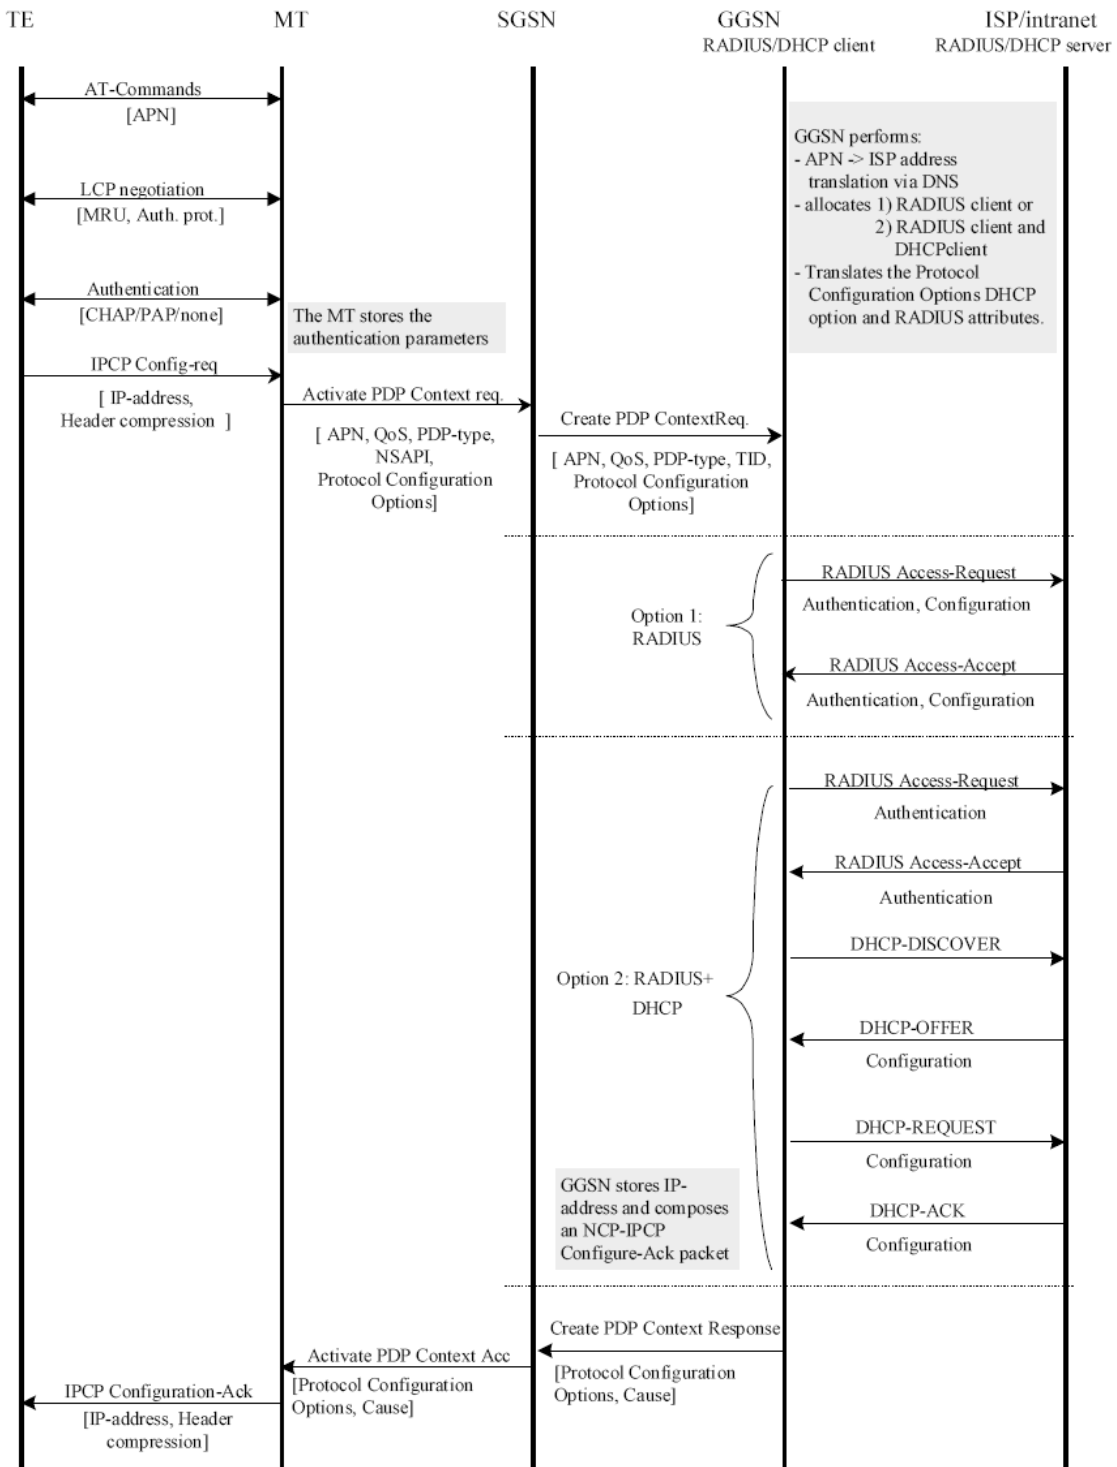 TE
MT
SGSN
GGSN
RADIUS/DHCP client
ISP/intranet
RADIUS/DHCP server
AT-Commands
[APN]
GGSN performs:
- APN -> ISP address
translation via DNS
- allocates 1) RADIUS client or
2) RADIUS client and
DHCPclient
- Translates the Protocol
Configuration Options DHCP
option and RADIUS attributes.
LCP negotiation
[MRU, Auth. prot.]
Authentication
[CHAP/PAP/none]
The MT stores the
authentication parameters
IPCP Config-req
[ IP-address,
Header compression ]
Activate PDP Context req.
[ APN, QoS, PDP-type,
NSAPI,
Protocol Configuration
Options]
Create PDP ContextReq.
[ APN, QoS, PDP-type, TID,
Protocol Configuration
Options]
Option 1:
RADIUS
RADIUS Access-Request
Authentication, Configuration
RADIUS Access-Accept
Authentication, Configuration
Option 2: RADIUS+
DHCP
RADIUS Access-Request
Authentication
RADIUS Access-Accept
Authentication
DHCP-DISCOVER
DHCP-OFFER
Configuration
DHCP-REQUEST
Configuration
DHCP-ACK
Configuration
GGSN stores IP-
address and composes
an NCP-IPCP
Configure-Ack packet
Create PDP Context Response
[Protocol Configuration
Options, Cause]
Activate PDP Context Acc
[Protocol Configuration
Options, Cause]
IPCP Configuration-Ack
[IP-address, Header
compression]